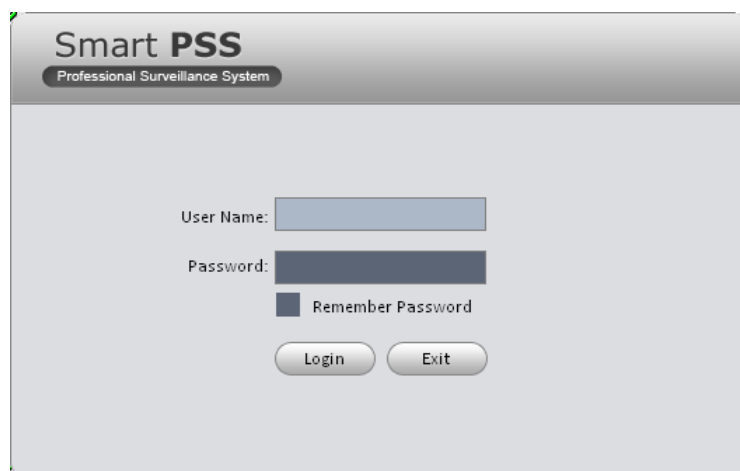 Smart PSS
Professional Surveillance System
User Name:
Password:
Remember Password
Login Exit